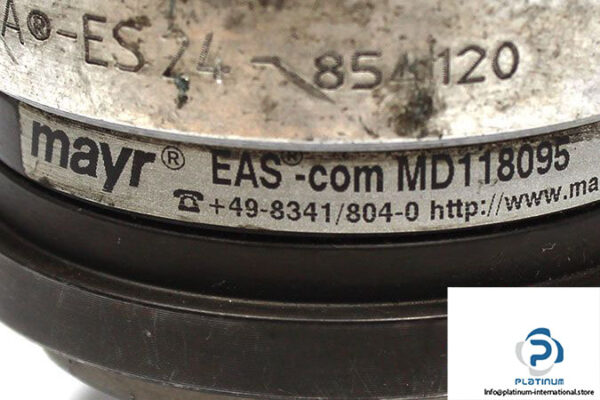 A®-ES 24 854120
mayr® EAS®-com MD118095
☎ +49-8341/804-0 http://www.ma
PLATINUM
Info@platinum-international.store